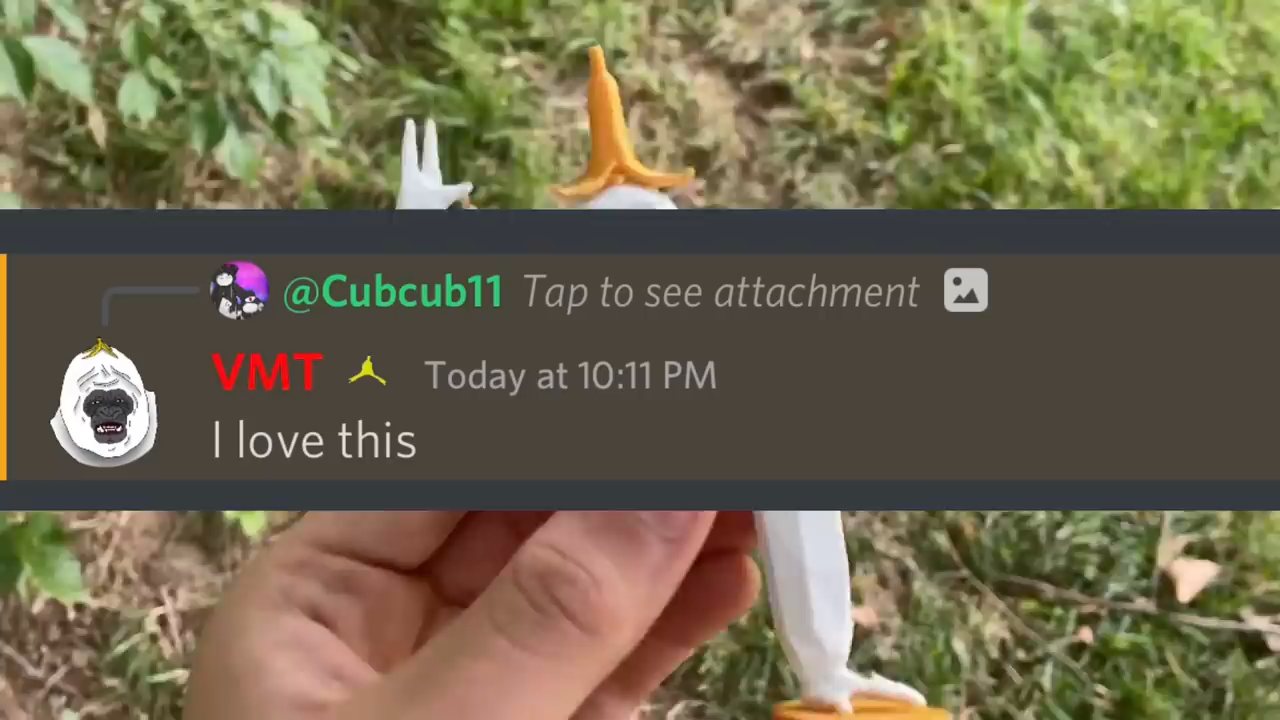 @Cubcub11 Tap to see attachment
VMT Today at 10:11 PM
I love this